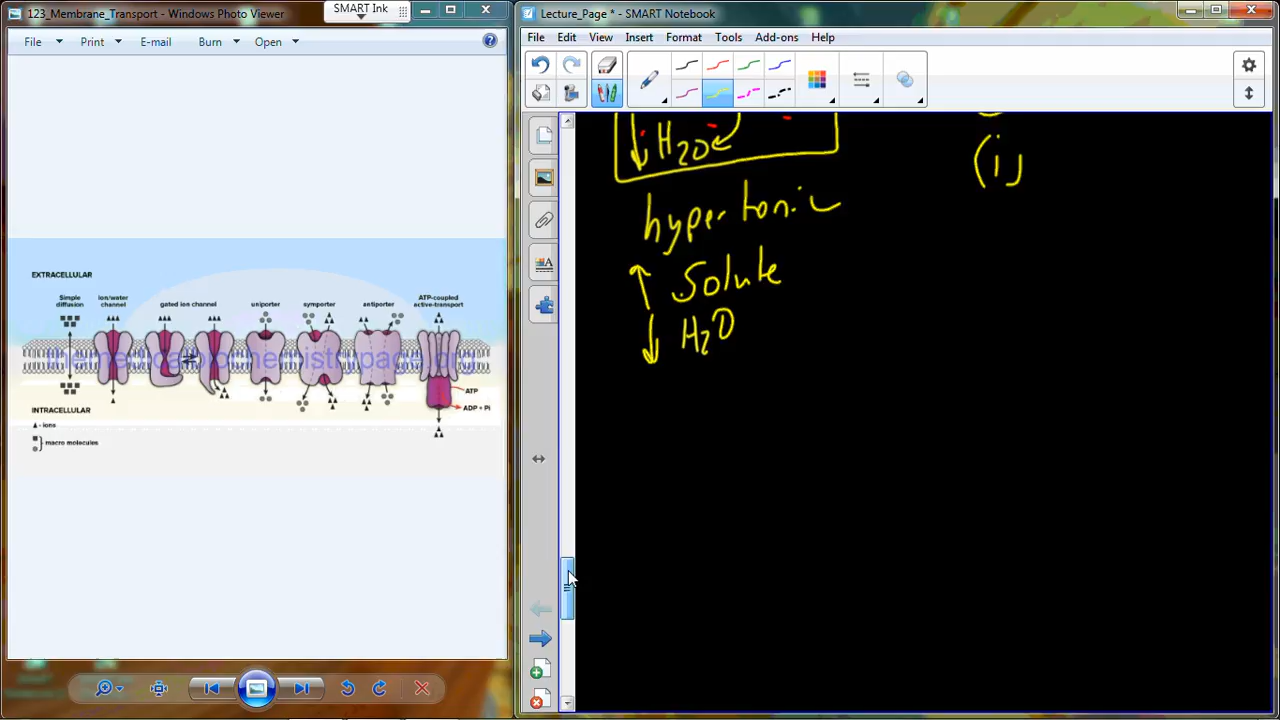 123_Membrane_Transport - Windows Photo Viewer
SMART Ink
File Print E-mail Burn Open
EXTRACELLULAR
Simple diffusion
ion/water channel
gated ion channel
uniporter
symporter
antiporter
ATP-coupled active-transport
themedicalbiochemistrypage.org
ATP
ADP + Pi
INTRACELLULAR
- ions
macro molecules
Lecture_Page * - SMART Notebook
File Edit View Insert Format Tools Add-ons Help
↓ H2O
(i)
hypertonic
↑ Solute
↓ H2O